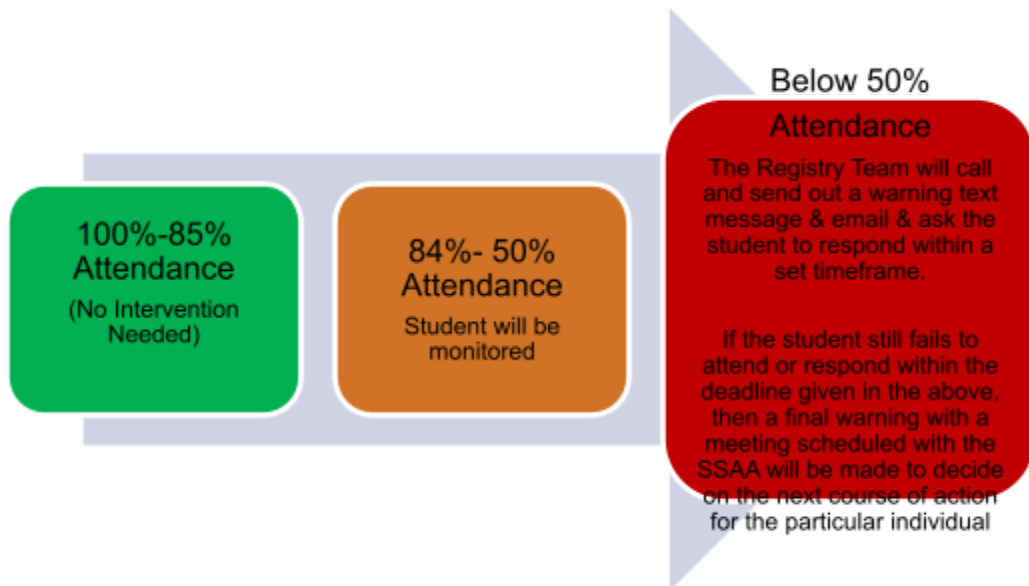 100%-85%
Attendance
(No Intervention
Needed)
84%- 50%
Attendance
Student will be
monitored
Below 50%
Attendance
The Registry Team will call
and send out a warning text
message & email & ask the
student to respond within a
set timeframe.
If the student still fails to
attend or respond within the
deadline given in the above,
then a final warning with a
meeting scheduled with the
SSAA will be made to decide
on the next course of action
for the particular individual